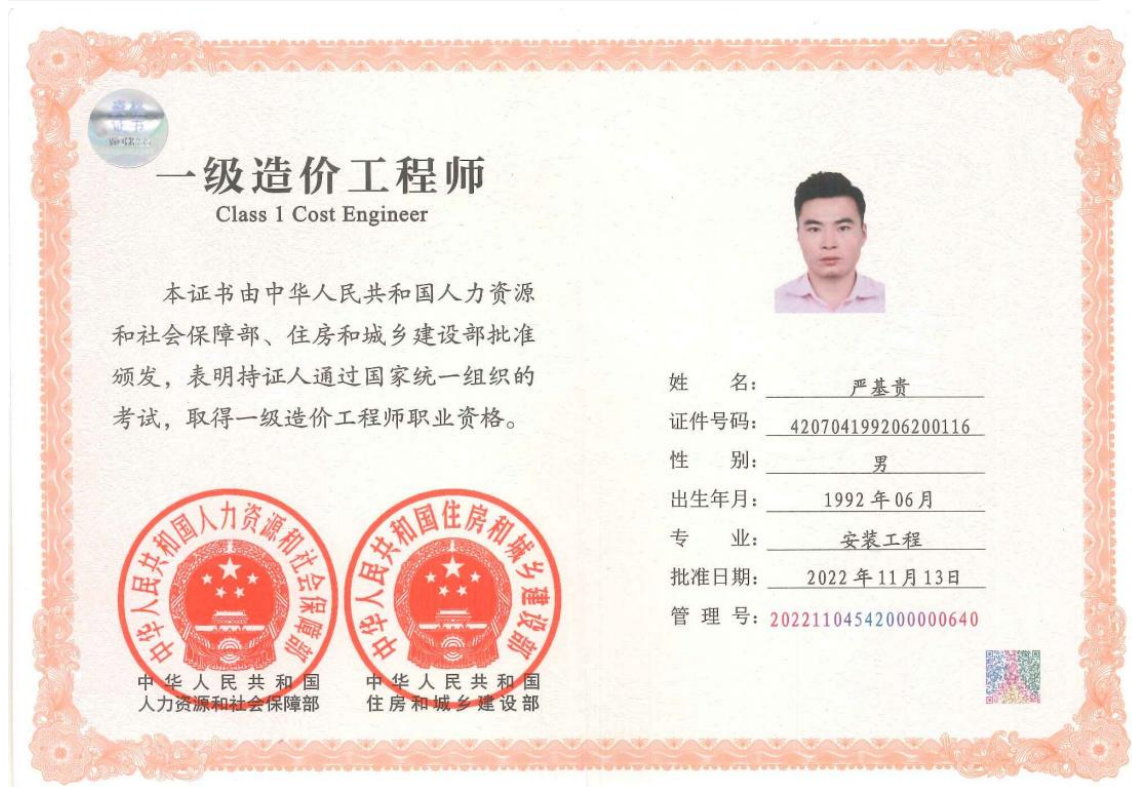 资格
证书
一级造价工程师
Class 1 Cost Engineer
本证书由中华人民共和国人力资源
和社会保障部、住房和城乡建设部批准
颁发，表明持证人通过国家统一组织的
考试，取得一级造价工程师职业资格。
中华人民共和国人力资源和社会保障部
中华人民共和国
人力资源和社会保障部
中华人民共和国住房和城乡建设部
中华人民共和国
住房和城乡建设部
姓 名：严基贵
证件号码：420704199206200116
性 别：男
出生年月：1992年06月
专 业：安装工程
批准日期：2022年11月13日
管 理 号：20221104542000000640